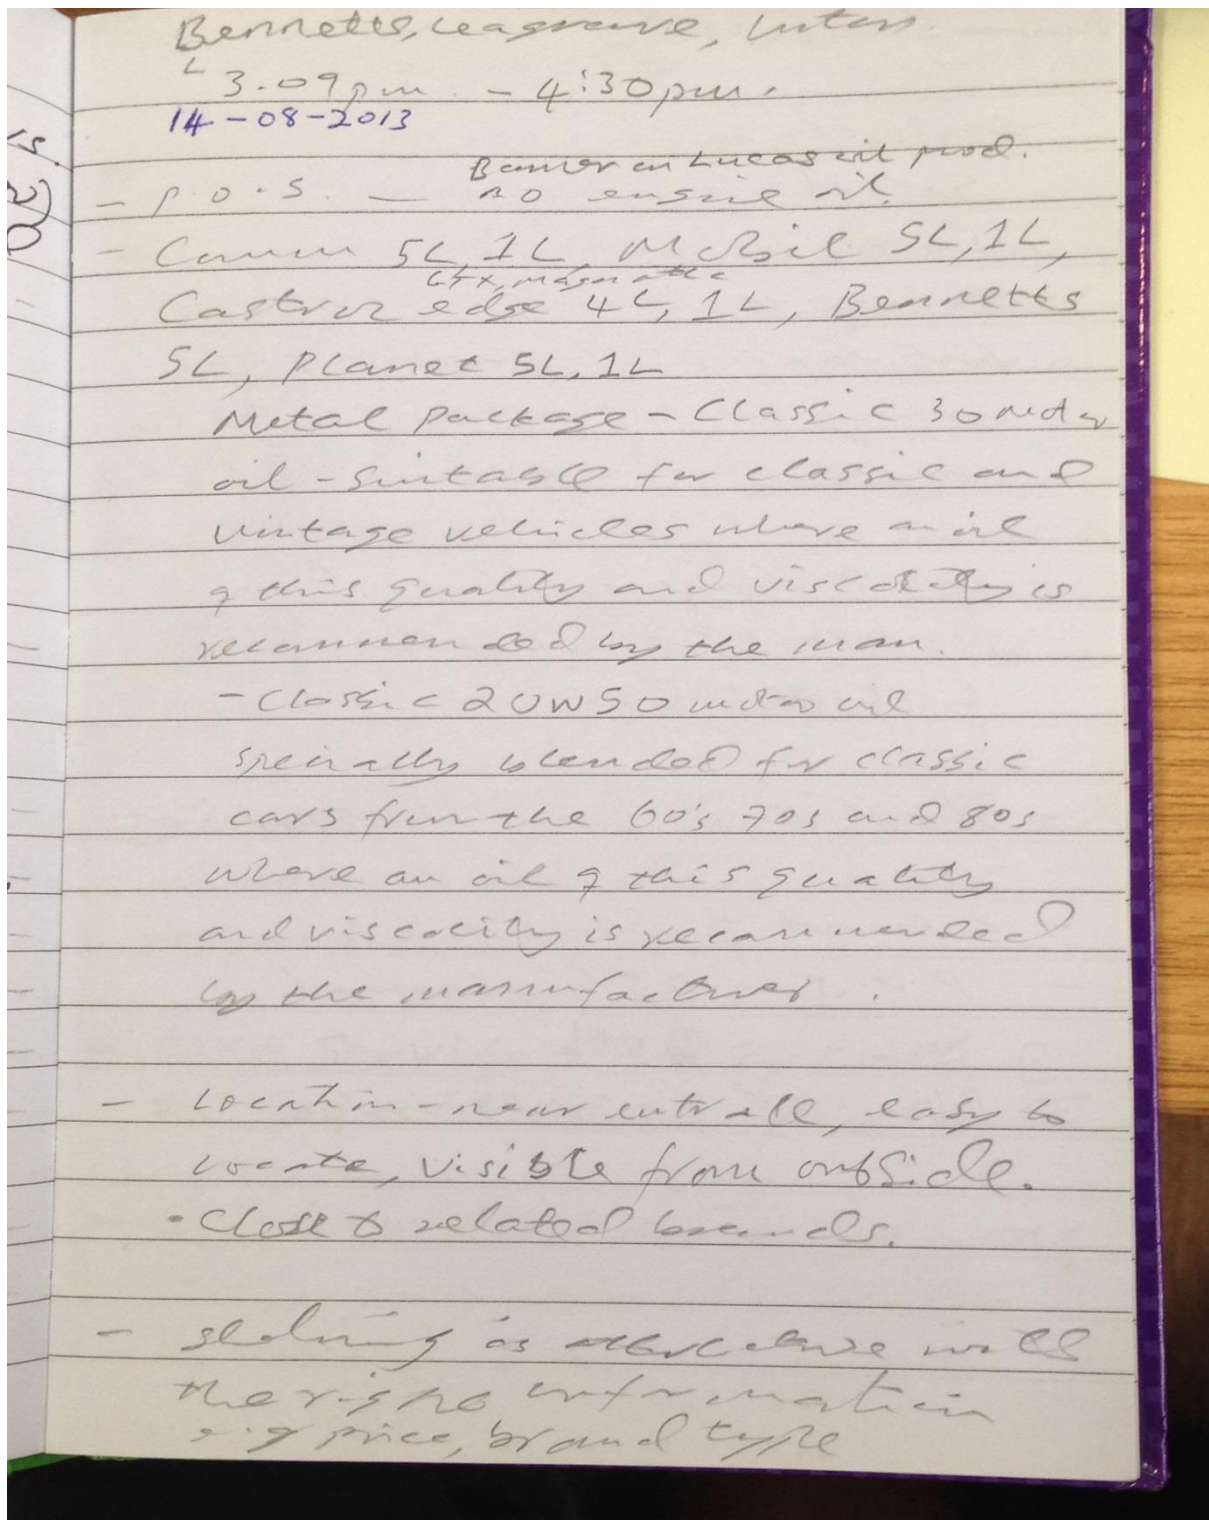 Bennetts, Leagrave, Luton.
3.09pm - 4:30pm.
14-08-2013
Banner on Lucas oil prod.
- P.O.S. - no engine oil.
- Comma 5L, 1L, Mobil 5L, 1L,
GTX, magnatec
Castrol edge 4L, 1L, Bennetts
5L, Planet 5L, 1L
Metal package - Classic 30 motor
oil - suitable for classic and
vintage vehicles where an oil
of this quality and viscosity is
recommended by the man.
- Classic 20W50 motor oil
specially blended for classic
cars from the 60's 70s and 80s
where an oil of this quality
and viscocity is recommended
by the manufacturer.
- Location - near entrance, easy to
locate, visible from outside.
• Close to related brands.
- shelving is attractive with
the right information
e.g price, brand type